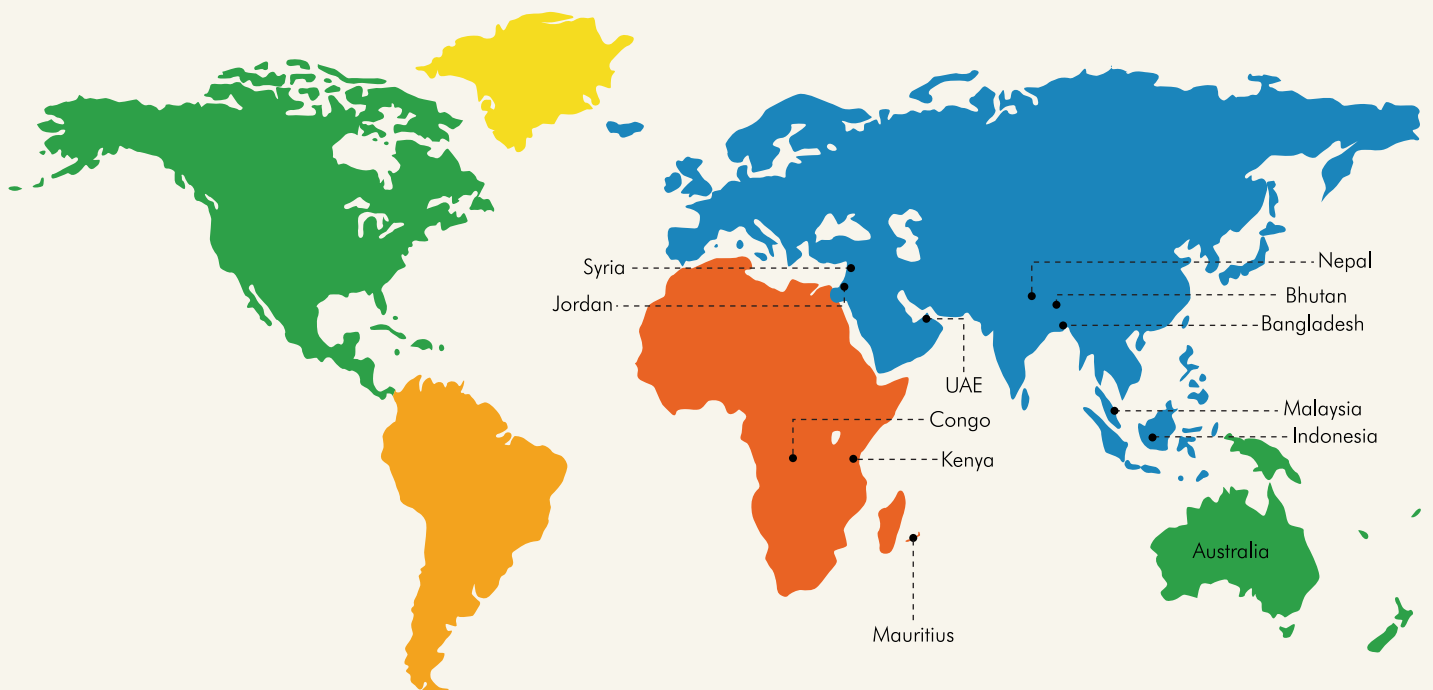 Syria
Nepal
Jordan
Bhutan
Bangladesh
UAE
Malaysia
Congo
Indonesia
Kenya
Australia
Mauritius